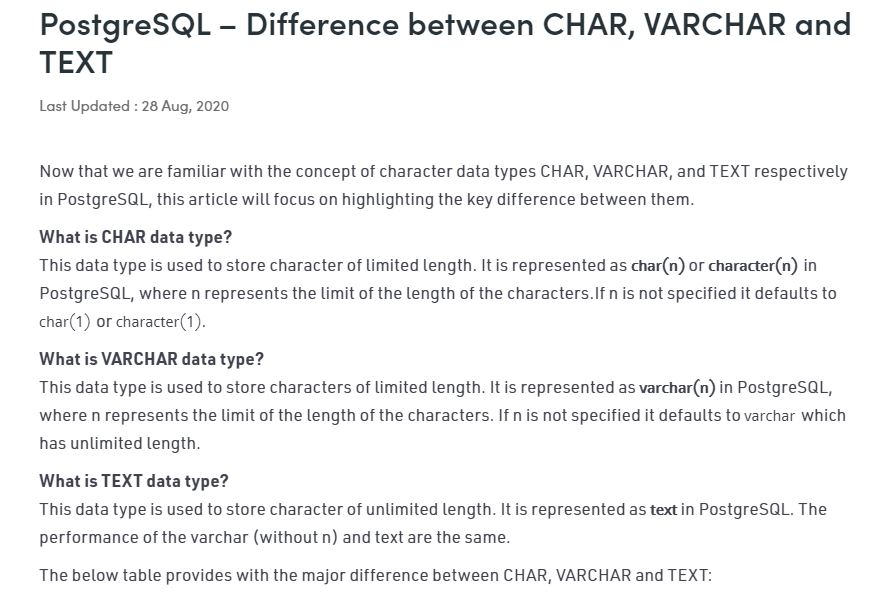 PostgreSQL – Difference between CHAR, VARCHAR and
TEXT
Last Updated : 28 Aug, 2020
Now that we are familiar with the concept of character data types CHAR, VARCHAR, and TEXT respectively
in PostgreSQL, this article will focus on highlighting the key difference between them.
What is CHAR data type?
This data type is used to store character of limited length. It is represented as char(n) or character(n) in
PostgreSQL, where n represents the limit of the length of the characters.If n is not specified it defaults to
char(1) or character(1).
What is VARCHAR data type?
This data type is used to store characters of limited length. It is represented as varchar(n) in PostgreSQL,
where n represents the limit of the length of the characters. If n is not specified it defaults to varchar which
has unlimited length.
What is TEXT data type?
This data type is used to store character of unlimited length. It is represented as text in PostgreSQL. The
performance of the varchar (without n) and text are the same.
The below table provides with the major difference between CHAR, VARCHAR and TEXT: